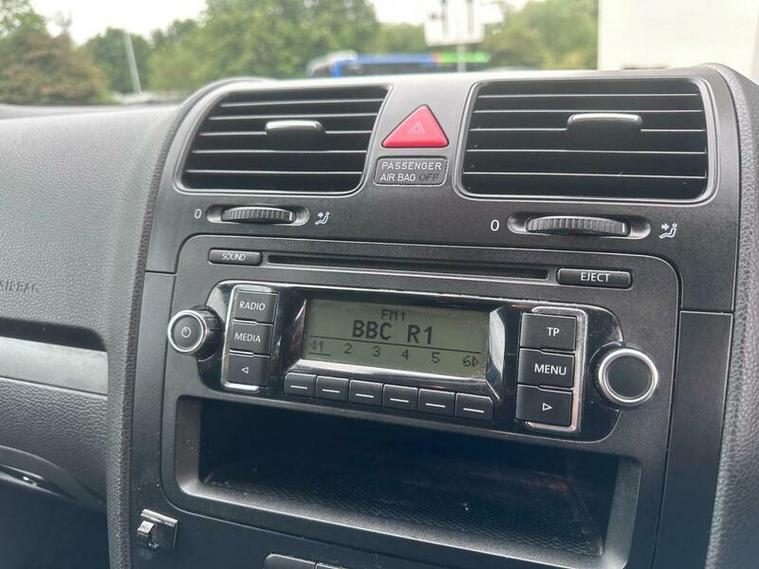 PASSENGER
AIR BAG OFF
0
0
SOUND
EJECT
AIRBAG
RADIO
MEDIA
FM1
BBC R1
1 2 3 4 5 6
TP
MENU